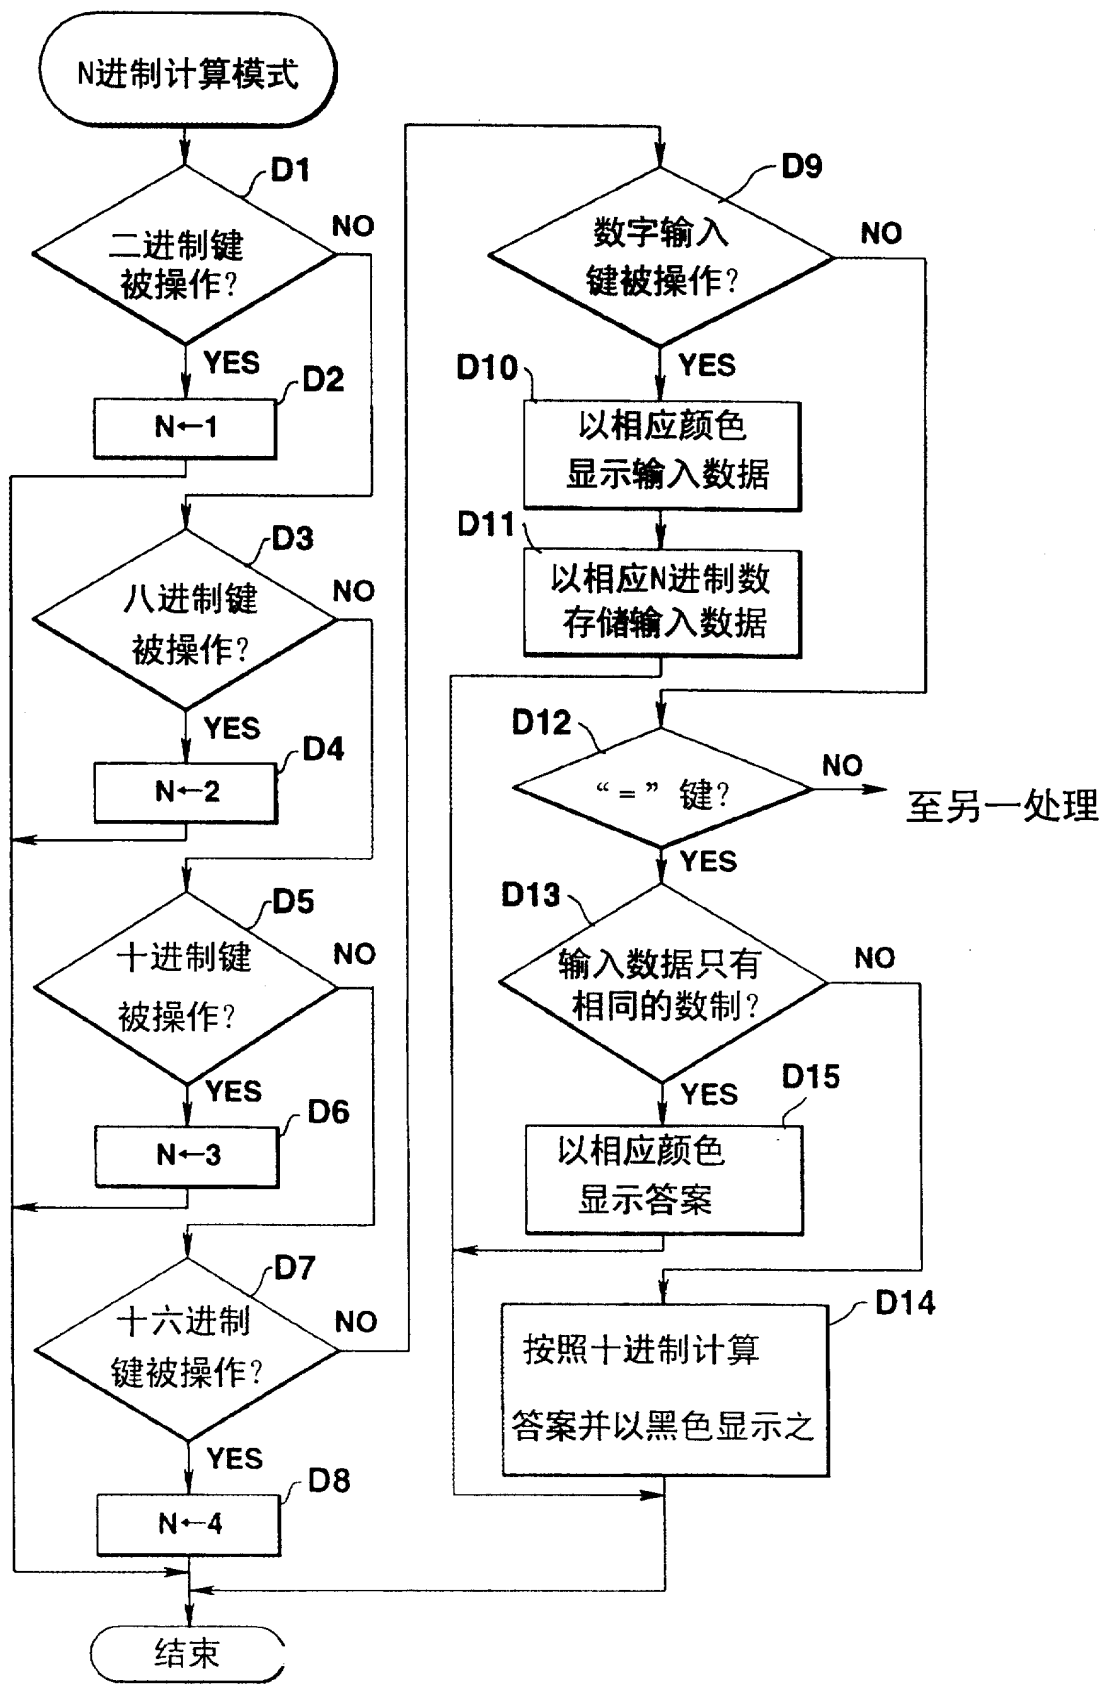 N进制计算模式
D1
二进制键
被操作?
NO
YES
D2
N←1
D3
八进制键
被操作?
NO
YES
D4
N←2
D5
十进制键
被操作?
NO
YES
D6
N←3
D7
十六进制
键被操作?
NO
YES
D8
N←4
结束
D9
数字输入
键被操作?
NO
YES
D10
以相应颜色
显示输入数据
D11
以相应N进制数
存储输入数据
D12
“=” 键?
NO
至另一处理
YES
D13
输入数据只有
相同的数制?
NO
YES
D15
以相应颜色
显示答案
D14
按照十进制计算
答案并以黑色显示之